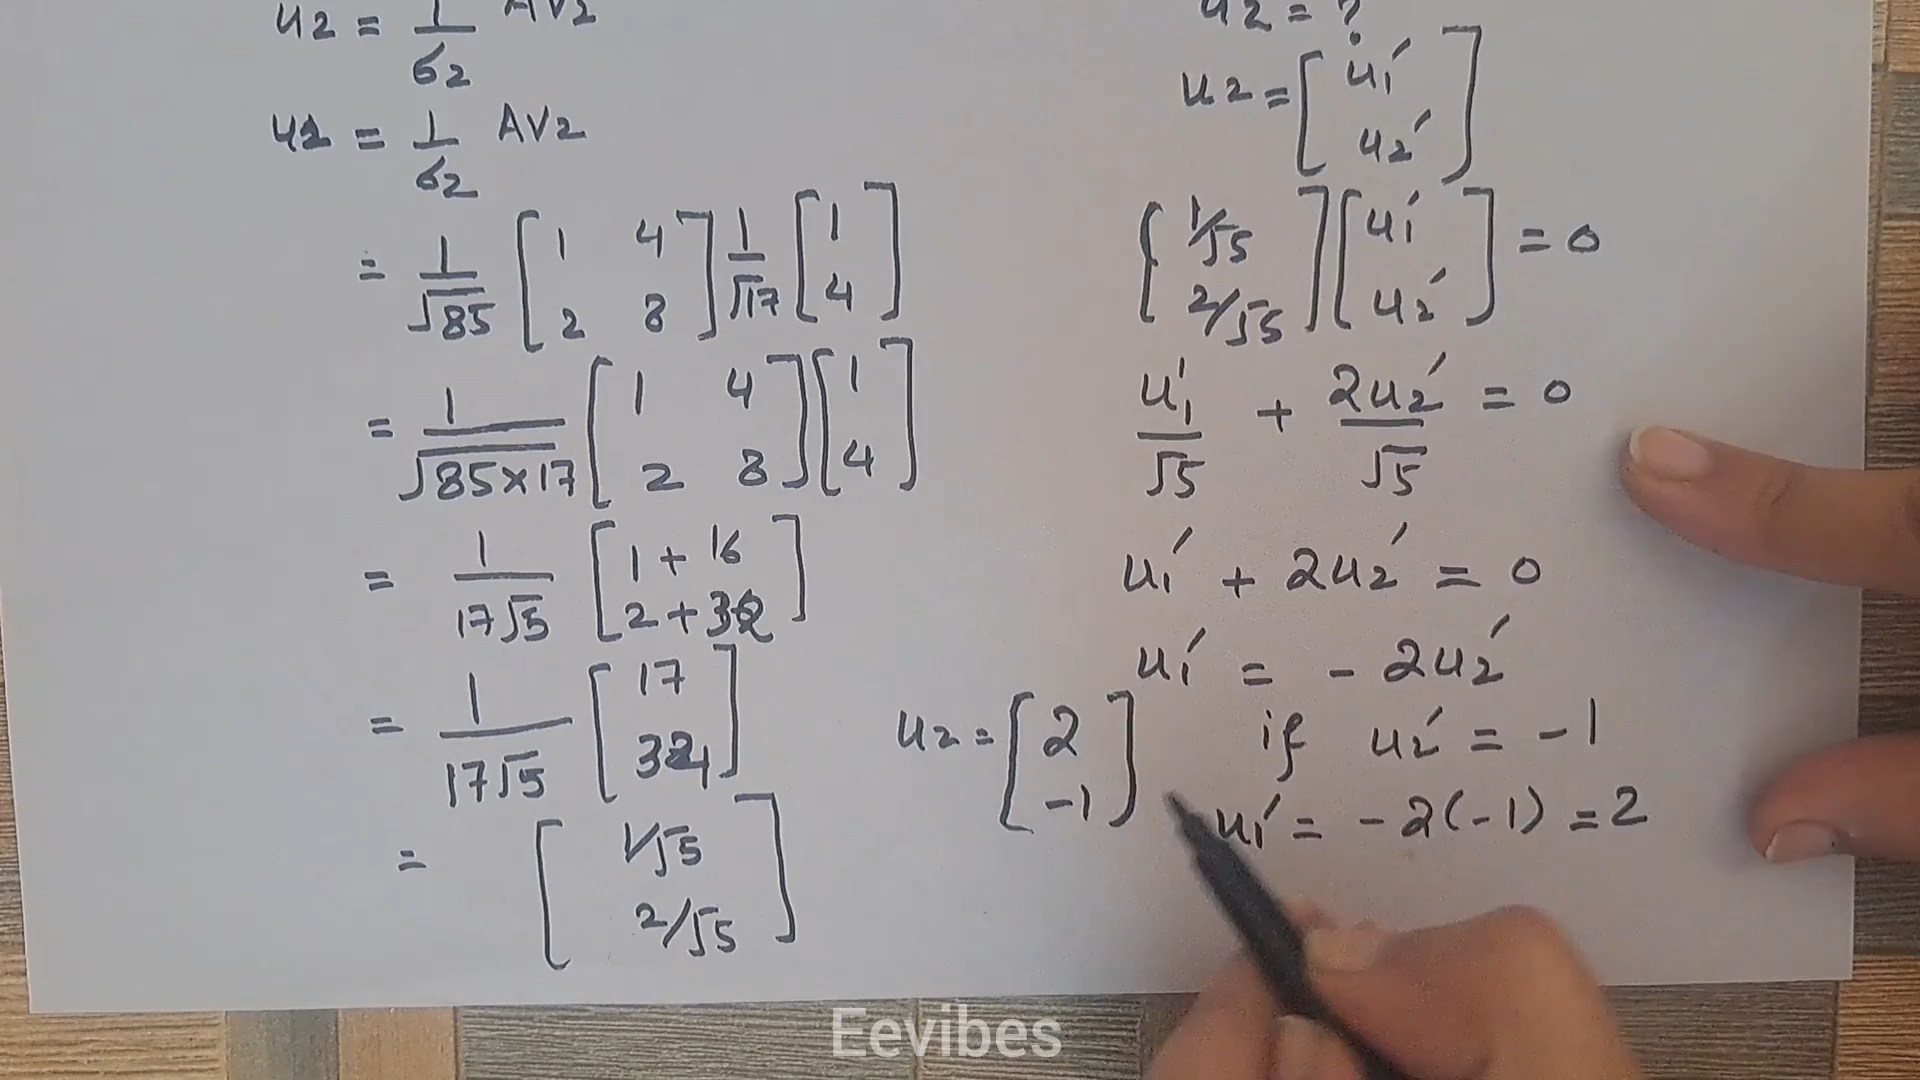 u2 = 1/σ2 AV2
u1 = 1/σ2 AV2
= 1/√85 [1 4; 2 8] 1/√17 [1; 4]
= 1/√(85×17) [1 4; 2 8] [1; 4]
= 1/(17√5) [1 + 16; 2 + 32]
= 1/(17√5) [17; 34]
= [1/√5; 2/√5]
u2 = ?
u2 = [u1′; u2′]
[1/√5; 2/√5] [u1′; u2′] = 0
u1′/√5 + 2u2′/√5 = 0
u1′ + 2u2′ = 0
u1′ = - 2u2′
if u2′ = -1
u1′ = -2(-1) = 2
u2 = [2; -1]
Eevibes